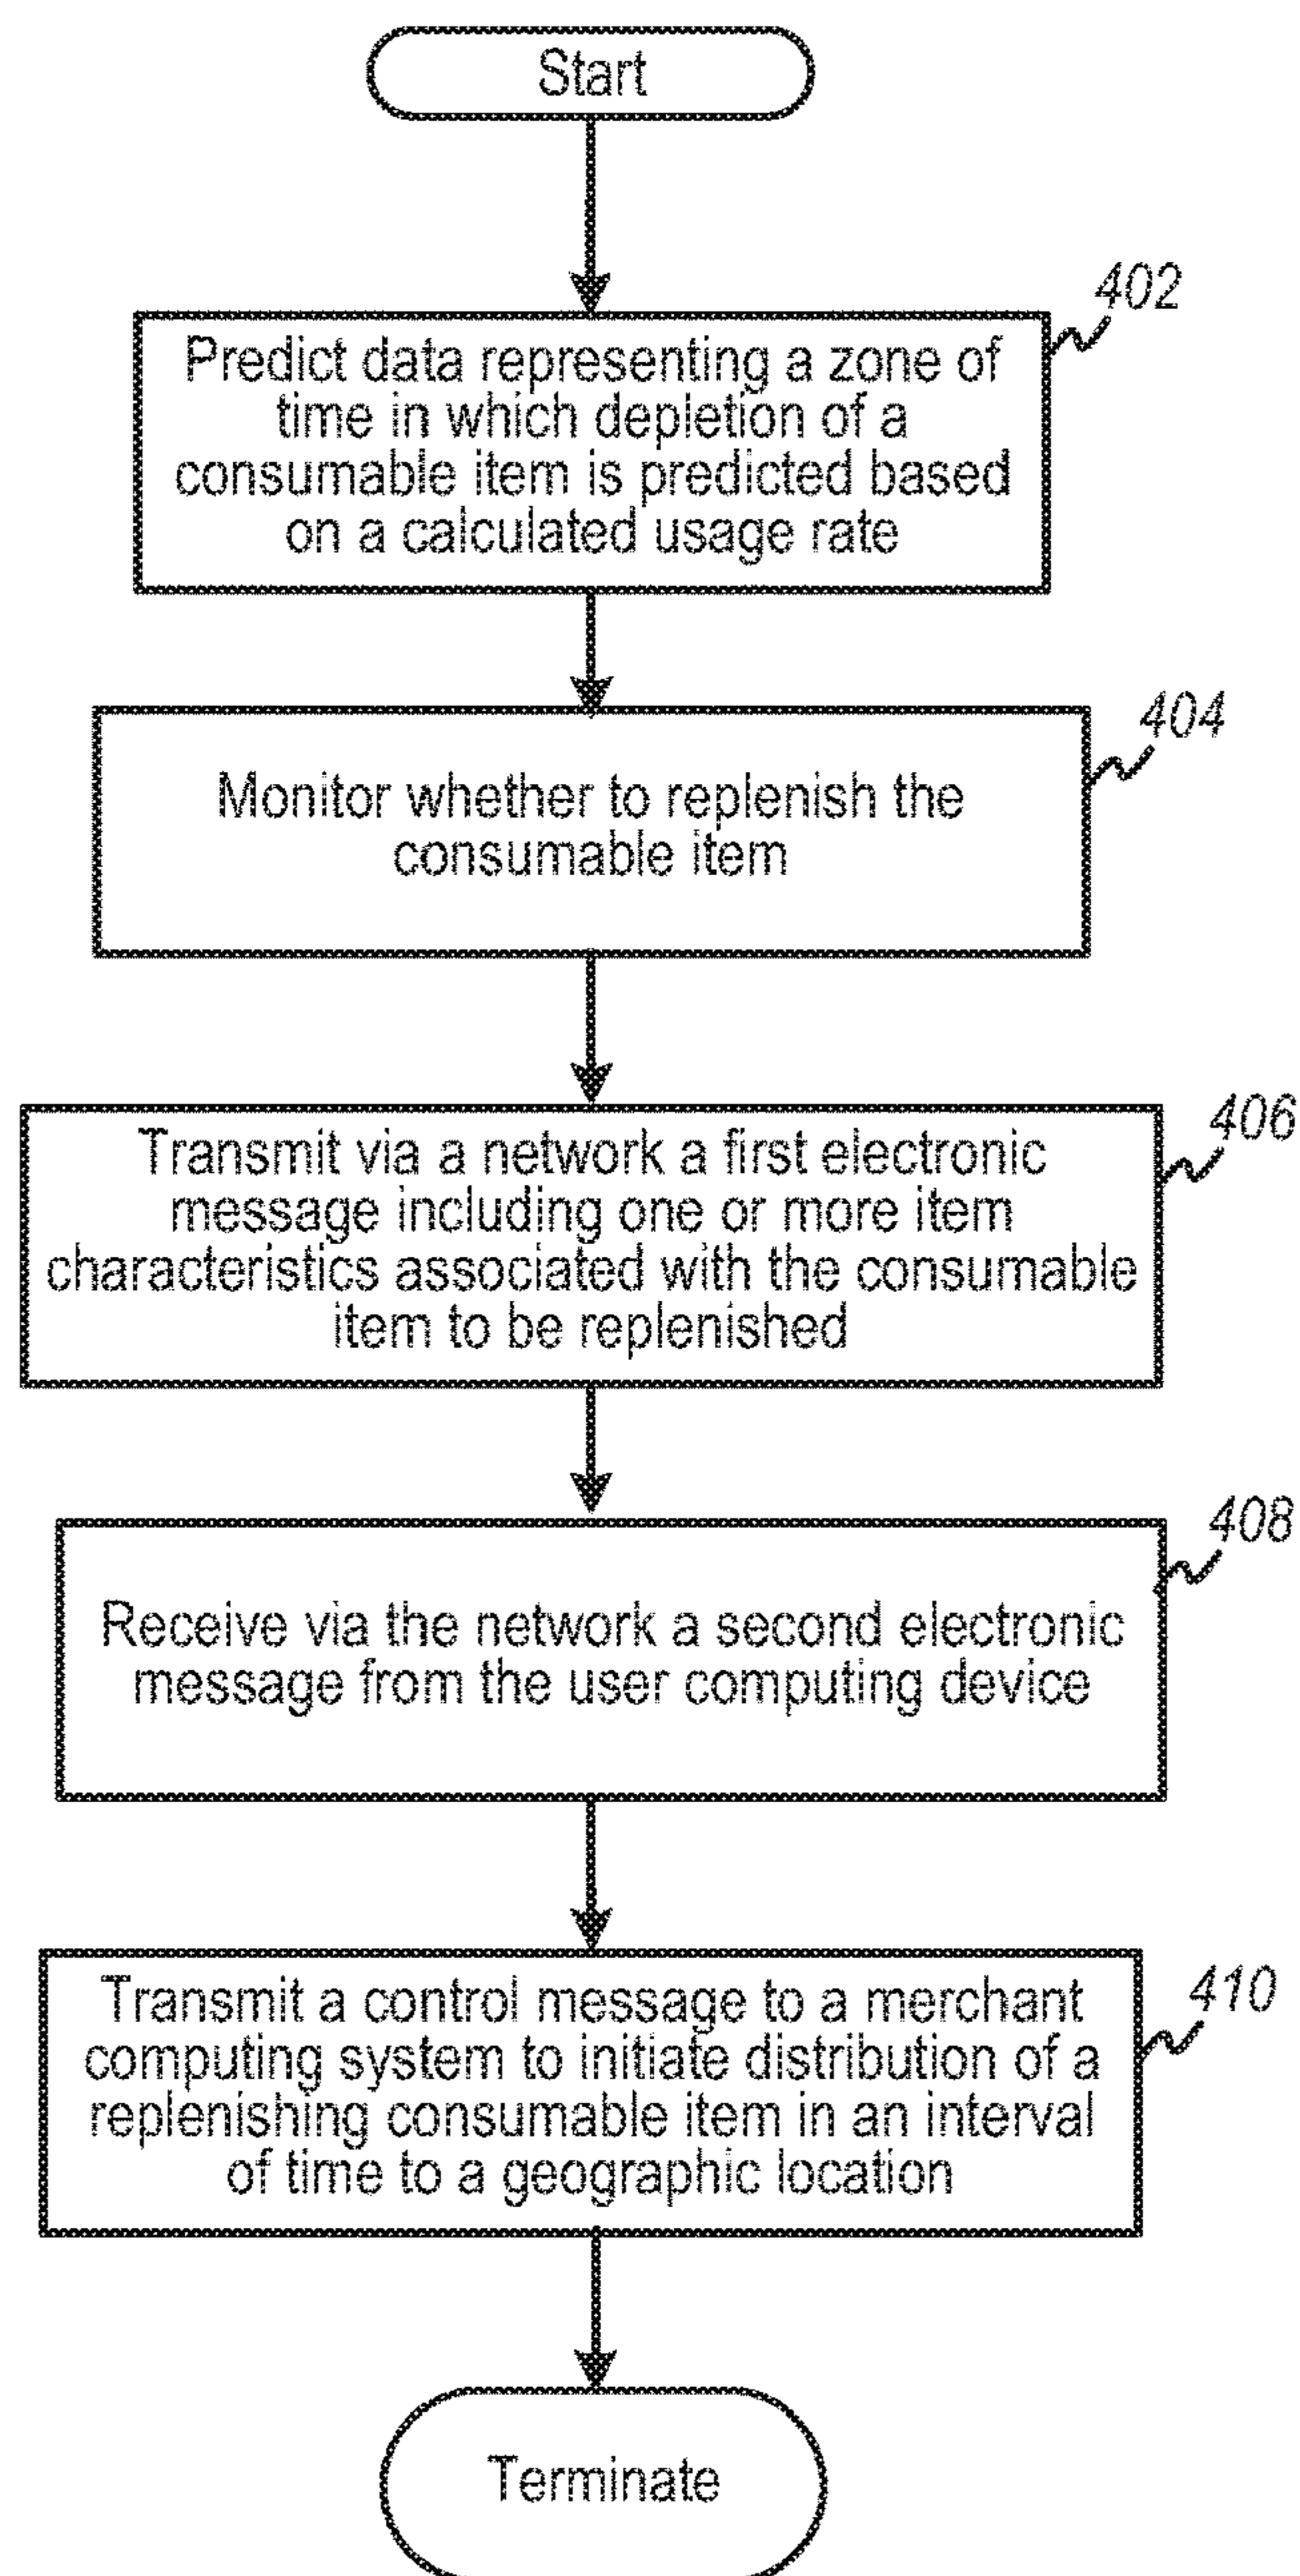 Start
402
Predict data representing a zone of
time in which depletion of a
consumable item is predicted based
on a calculated usage rate
404
Monitor whether to replenish the
consumable item
406
Transmit via a network a first electronic
message including one or more item
characteristics associated with the consumable
item to be replenished
408
Receive via the network a second electronic
message from the user computing device
410
Transmit a control message to a merchant
computing system to initiate distribution of a
replenishing consumable item in an interval
of time to a geographic location
Terminate